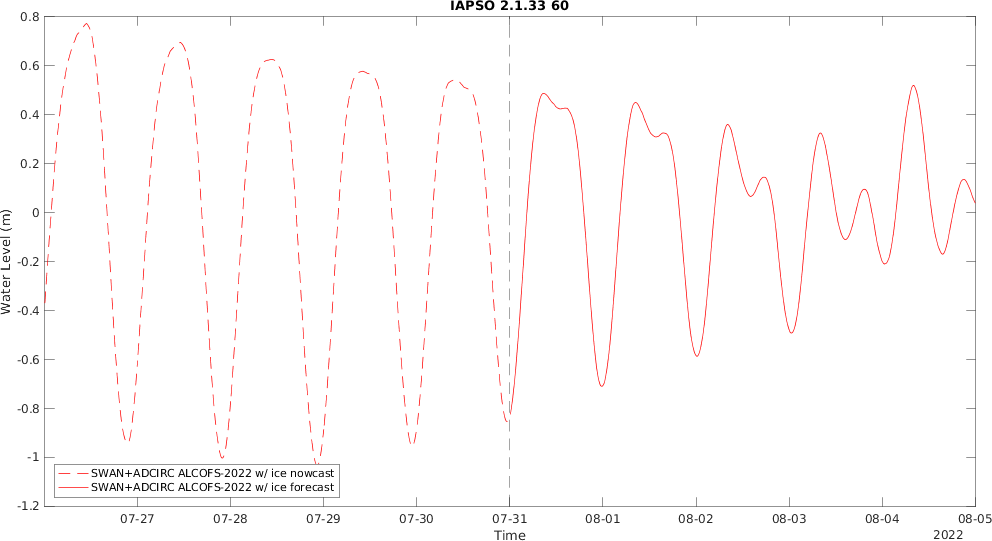 IAPSO 2.1.33 60
0.8
0.6
0.4
0.2
0
-0.2
-0.4
-0.6
-0.8
-1
-1.2
Water Level (m)
SWAN+ADCIRC ALCOFS-2022 w/ ice nowcast
SWAN+ADCIRC ALCOFS-2022 w/ ice forecast
07-27 07-28 07-29 07-30 07-31 08-01 08-02 08-03 08-04 08-05
Time
2022